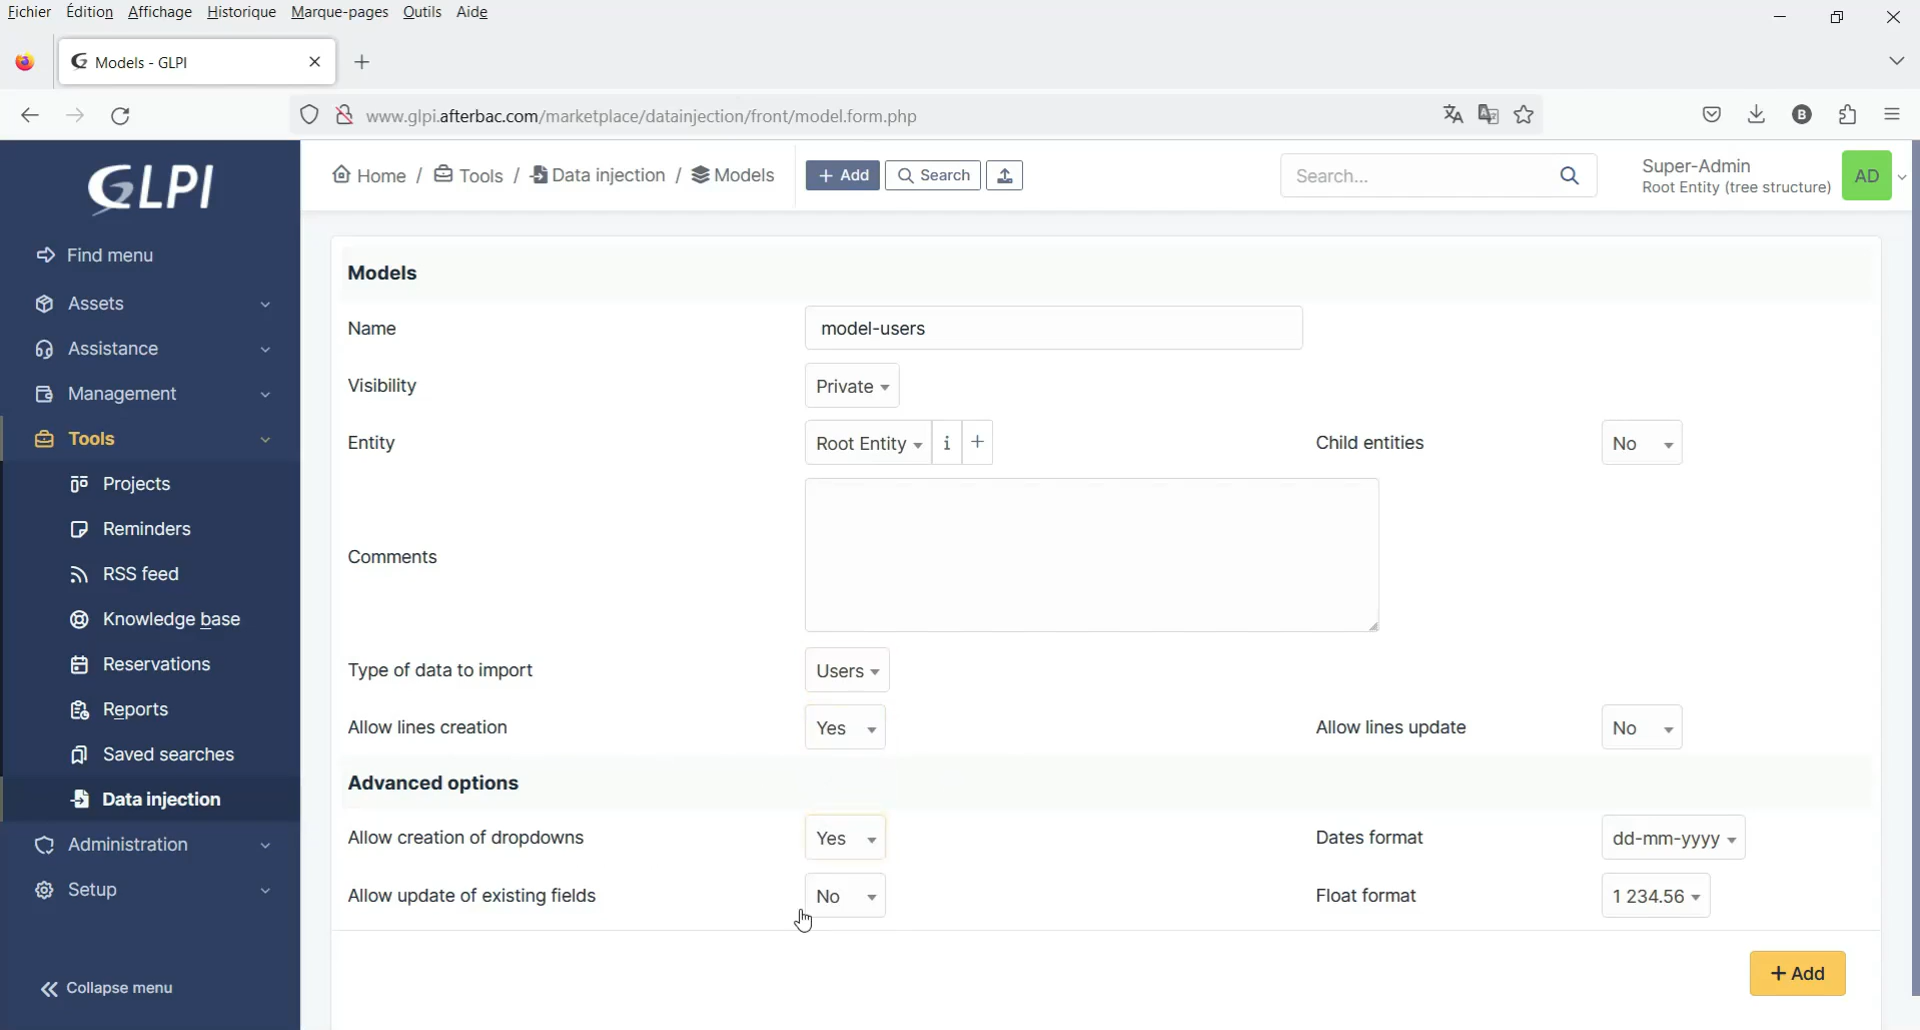 Fichier Édition Affichage Historique Marque-pages Outils Aide
Models - GLPI
www.glpi.afterbac.com/marketplace/datainjection/front/model.form.php
B
GLPI
Home / Tools / Data injection / Models
+ Add
Search
Search...
Super-Admin
Root Entity (tree structure)
AD
Find menu
Assets
Assistance
Management
Tools
Projects
Reminders
RSS feed
Knowledge base
Reservations
Reports
Saved searches
Data injection
Administration
Setup
Collapse menu
Models
Name model-users
Visibility Private
Entity Root Entity i + Child entities No
Comments
Type of data to import Users
Allow lines creation Yes Allow lines update No
Advanced options
Allow creation of dropdowns Yes Dates format dd-mm-yyyy
Allow update of existing fields No Float format 1 234.56
+ Add